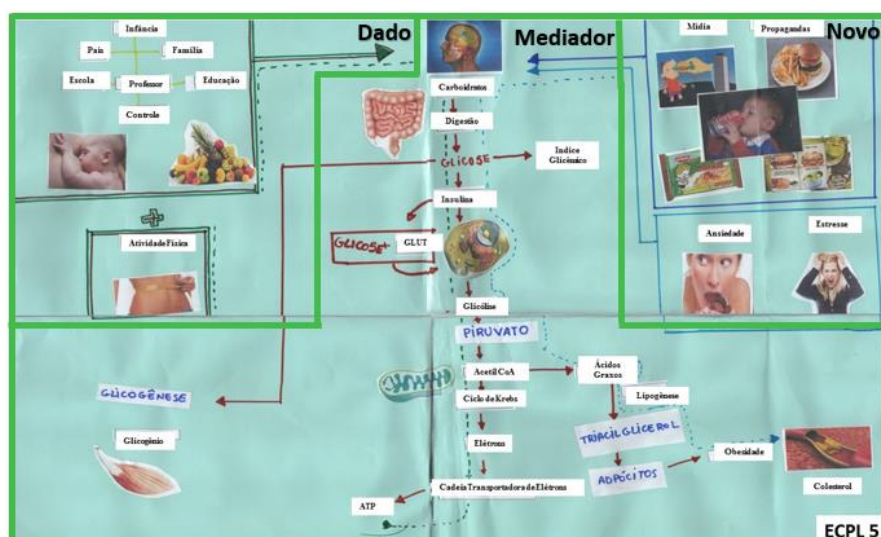 Dado
Mediador
Novo
Infância
Pais
Família
Escola
Professor
Educação
Controle
Atividade Física
Carboidratos
Digestão
GLICOSE
Indice
Glicêmico
Insulina
GLICOSE+
GLUT
Glicólise
PIRUVATO
Acetil CoA
Ciclo de Krebs
Elétrons
Cadeia Transportadora de Elétrons
ATP
GLICOGÊNESE
Glicogênio
Ácidos
Graxos
Lipogênese
TRIACILGLICEROL
ADPÓCITOS
Obesidade
Colesterol
Mídia
Propagandas
Ansiedade
Estresse
ECPL 5